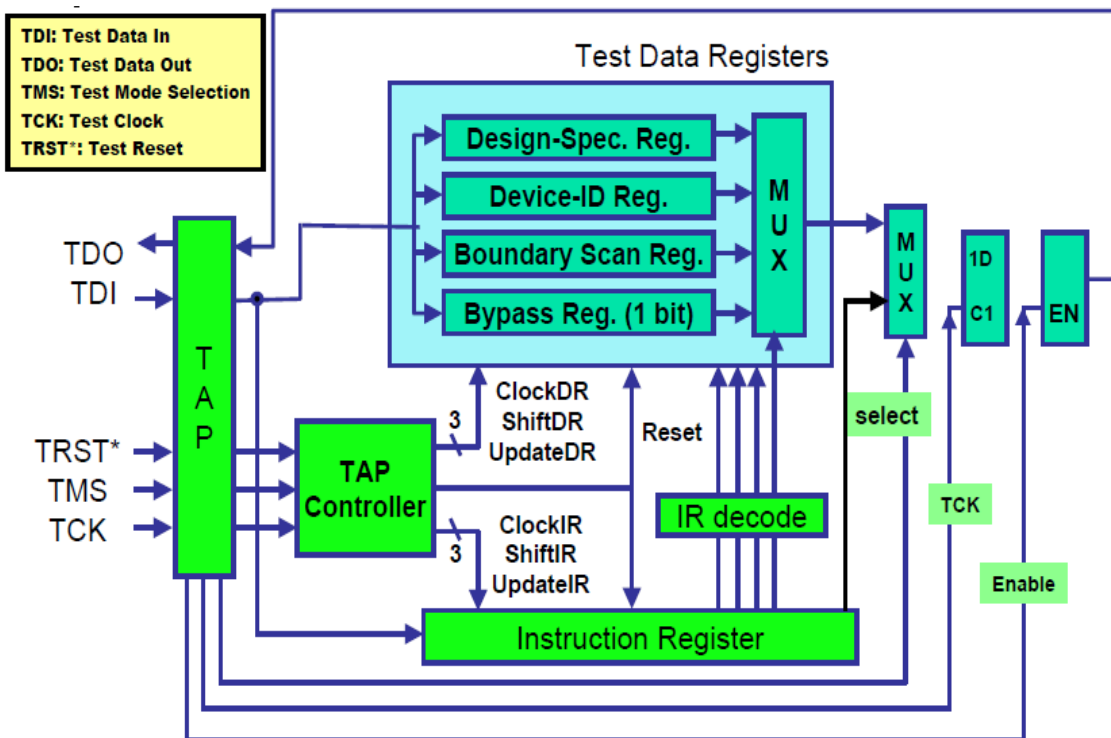 TDI: Test Data In
TDO: Test Data Out
TMS: Test Mode Selection
TCK: Test Clock
TRST*: Test Reset
Test Data Registers
Design-Spec. Reg.
Device-ID Reg.
Boundary Scan Reg.
Bypass Reg. (1 bit)
M
U
X
M
U
X
1D
C1
EN
TDO
TDI
T
A
P
TRST*
TMS
TCK
TAP
Controller
3
ClockDR
ShiftDR
UpdateDR
Reset
select
TCK
Enable
IR decode
3
ClockIR
ShiftIR
UpdateIR
Instruction Register